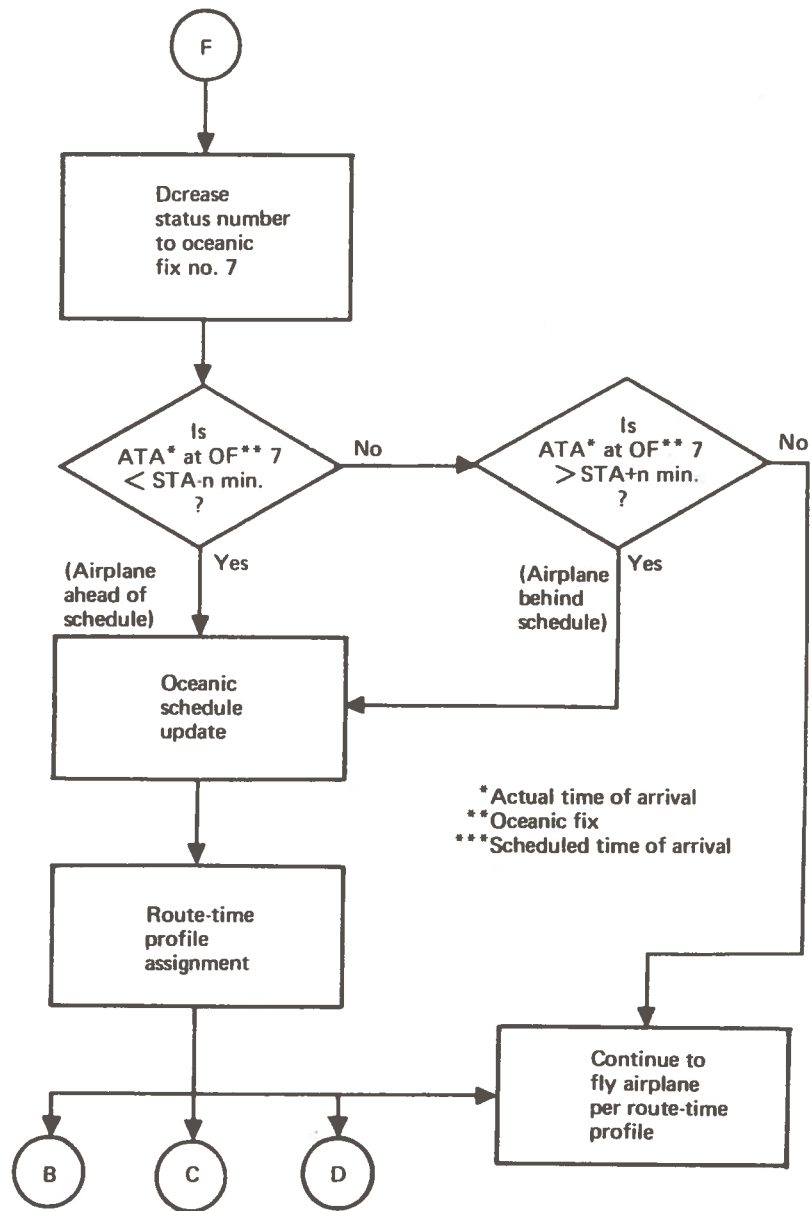 F
Dcrease
status number
to oceanic
fix no. 7
Is
ATA* at OF** 7
< STA-n min.
?
No
Is
ATA* at OF** 7
> STA+n min.
?
No
Yes
(Airplane
ahead of
schedule)
Yes
(Airplane
behind
schedule)
Oceanic
schedule
update
*Actual time of arrival
**Oceanic fix
***Scheduled time of arrival
Route-time
profile
assignment
Continue to
fly airplane
per route-time
profile
B
C
D